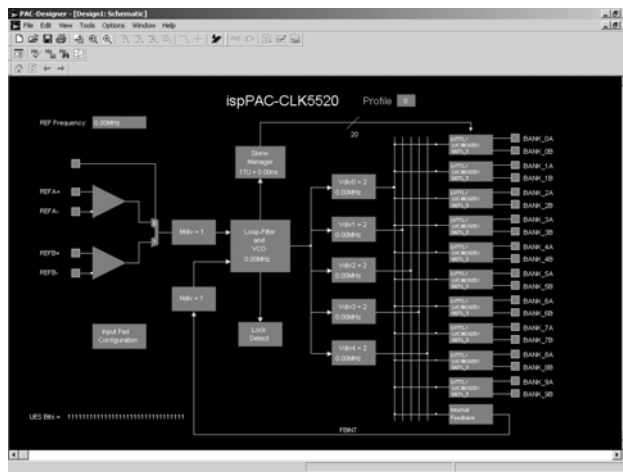 PAC-Designer - [Design1: Schematic]
File Edit View Tools Options Window Help
ispPAC-CLK5520 Profile 0
REF Frequency: 0.00MHz
20
Skew
Manager
1TU = 0.00ns
REFA+
REFA-
REFB+
REFB-
Mdiv = 1
Ndiv = 1
Loop-Filter
and
VCO
0.00MHz
Lock
Detect
Input Pad
Configuration
Vdiv0 = 2
0.00MHz
Vdiv1 = 2
0.00MHz
Vdiv2 = 2
0.00MHz
Vdiv3 = 2
0.00MHz
Vdiv4 = 2
0.00MHz
BANK_0A
BANK_0B
BANK_1A
BANK_1B
BANK_2A
BANK_2B
BANK_3A
BANK_3B
BANK_4A
BANK_4B
BANK_5A
BANK_5B
BANK_6A
BANK_6B
BANK_7A
BANK_7B
BANK_8A
BANK_8B
BANK_9A
BANK_9B
Internal
Feedback
FBINT
UES Bits =